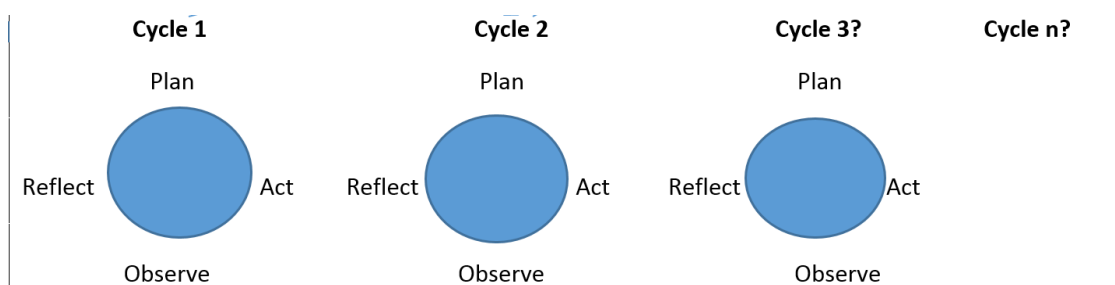 Cycle 1 Cycle 2 Cycle 3? Cycle n?
Plan Plan Plan
Reflect Act Reflect Act Reflect Act
Observe Observe Observe